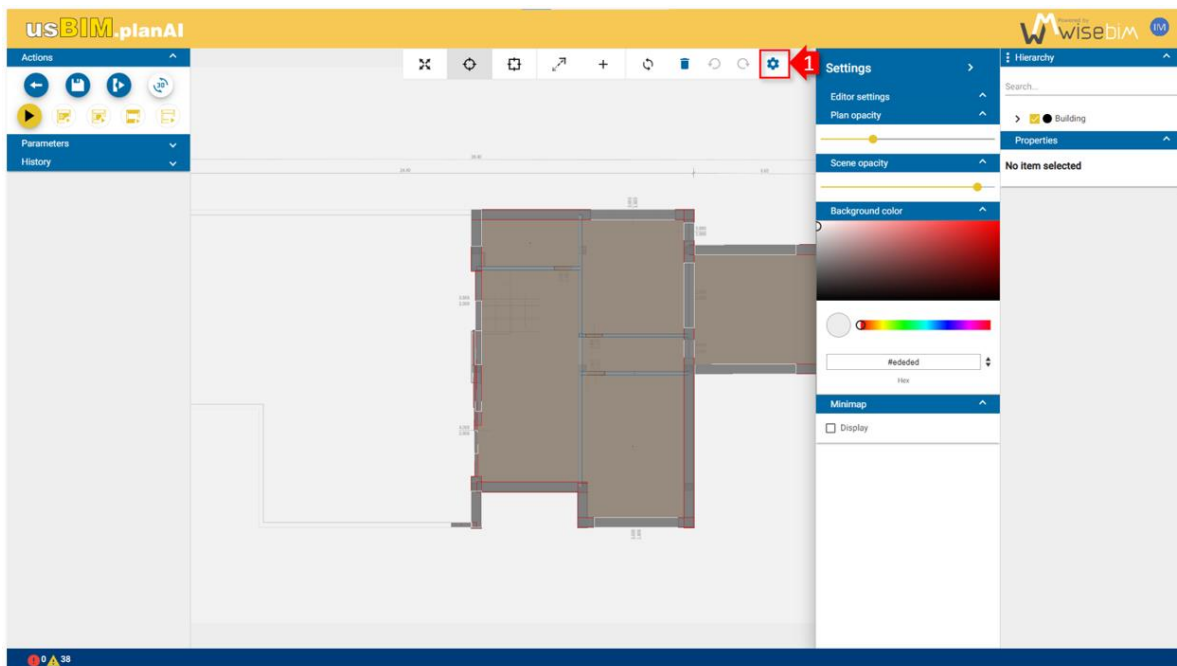 usBIM.planAI
Powered by
wisebim
IM
Actions
30°
Parameters
History
1
Settings
Editor settings
Plan opacity
Scene opacity
Background color
#ededed
Hex
Minimap
Display
Hierarchy
Search...
Building
Properties
No item selected
0
38